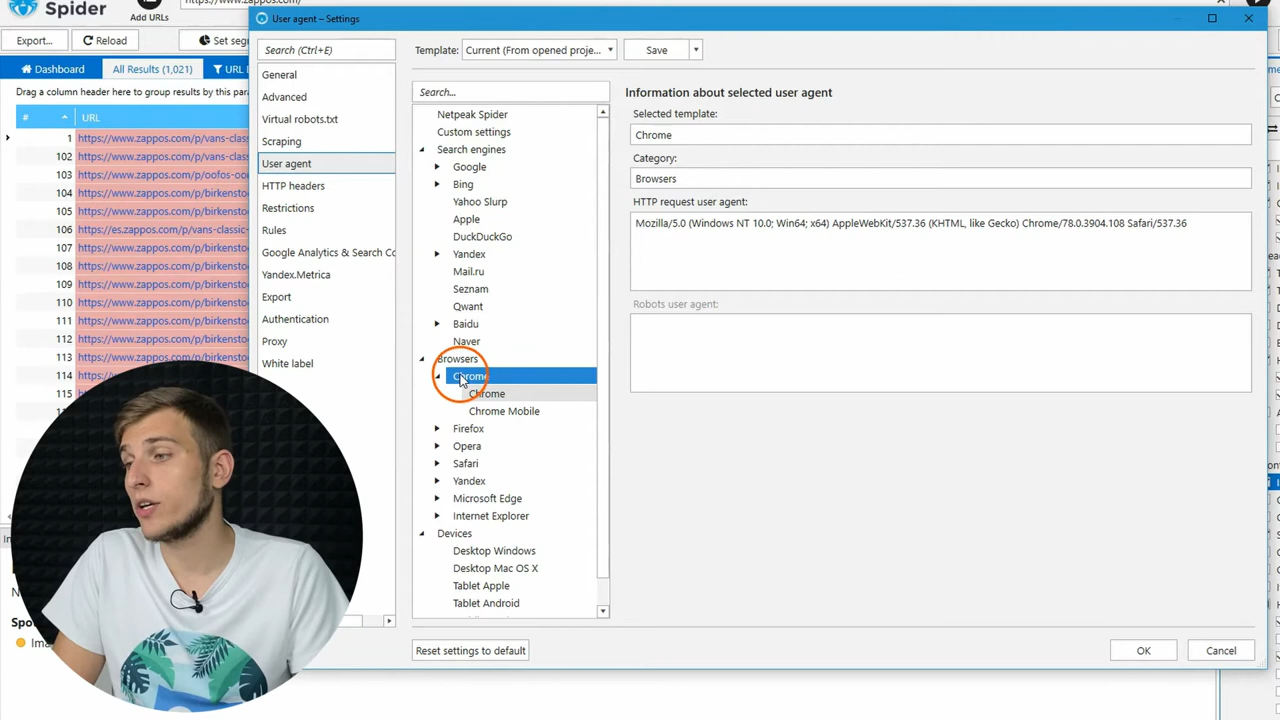 https://www.zappos.com/
Spider
Add URLs
User agent – Settings
Export...
Reload
Set seg
Search (Ctrl+E)
Template:
Current (From opened proje...
Save
Dashboard
All Results (1,021)
URL
Drag a column header here to group results by this par
#
URL
1
https://www.zappos.com/p/vans-class
102
https://www.zappos.com/p/vans-class
103
https://www.zappos.com/p/oofos-oo
104
https://www.zappos.com/p/birkensto
105
https://www.zappos.com/p/birkensto
106
https://es.zappos.com/p/vans-classic-
107
https://www.zappos.com/p/birkensto
108
https://www.zappos.com/p/birkensto
109
https://www.zappos.com/p/birkensto
110
https://www.zappos.com/p/birkensto
111
https://www.zappos.com/p/birkensto
112
https://www.zappos.com/p/birkensto
113
https://www.zappos.com/p/birkensto
114
115
General
Advanced
Virtual robots.txt
Scraping
User agent
HTTP headers
Restrictions
Rules
Google Analytics & Search Co
Yandex.Metrica
Export
Authentication
Proxy
White label
Search...
Netpeak Spider
Custom settings
Search engines
Google
Bing
Yahoo Slurp
Apple
DuckDuckGo
Yandex
Mail.ru
Seznam
Qwant
Baidu
Naver
Browsers
Chrome
Chrome
Chrome Mobile
Firefox
Opera
Safari
Yandex
Microsoft Edge
Internet Explorer
Devices
Desktop Windows
Desktop Mac OS X
Tablet Apple
Tablet Android
Information about selected user agent
Selected template:
Chrome
Category:
Browsers
HTTP request user agent:
Mozilla/5.0 (Windows NT 10.0; Win64; x64) AppleWebKit/537.36 (KHTML, like Gecko) Chrome/78.0.3904.108 Safari/537.36
Robots user agent:
Reset settings to default
OK
Cancel